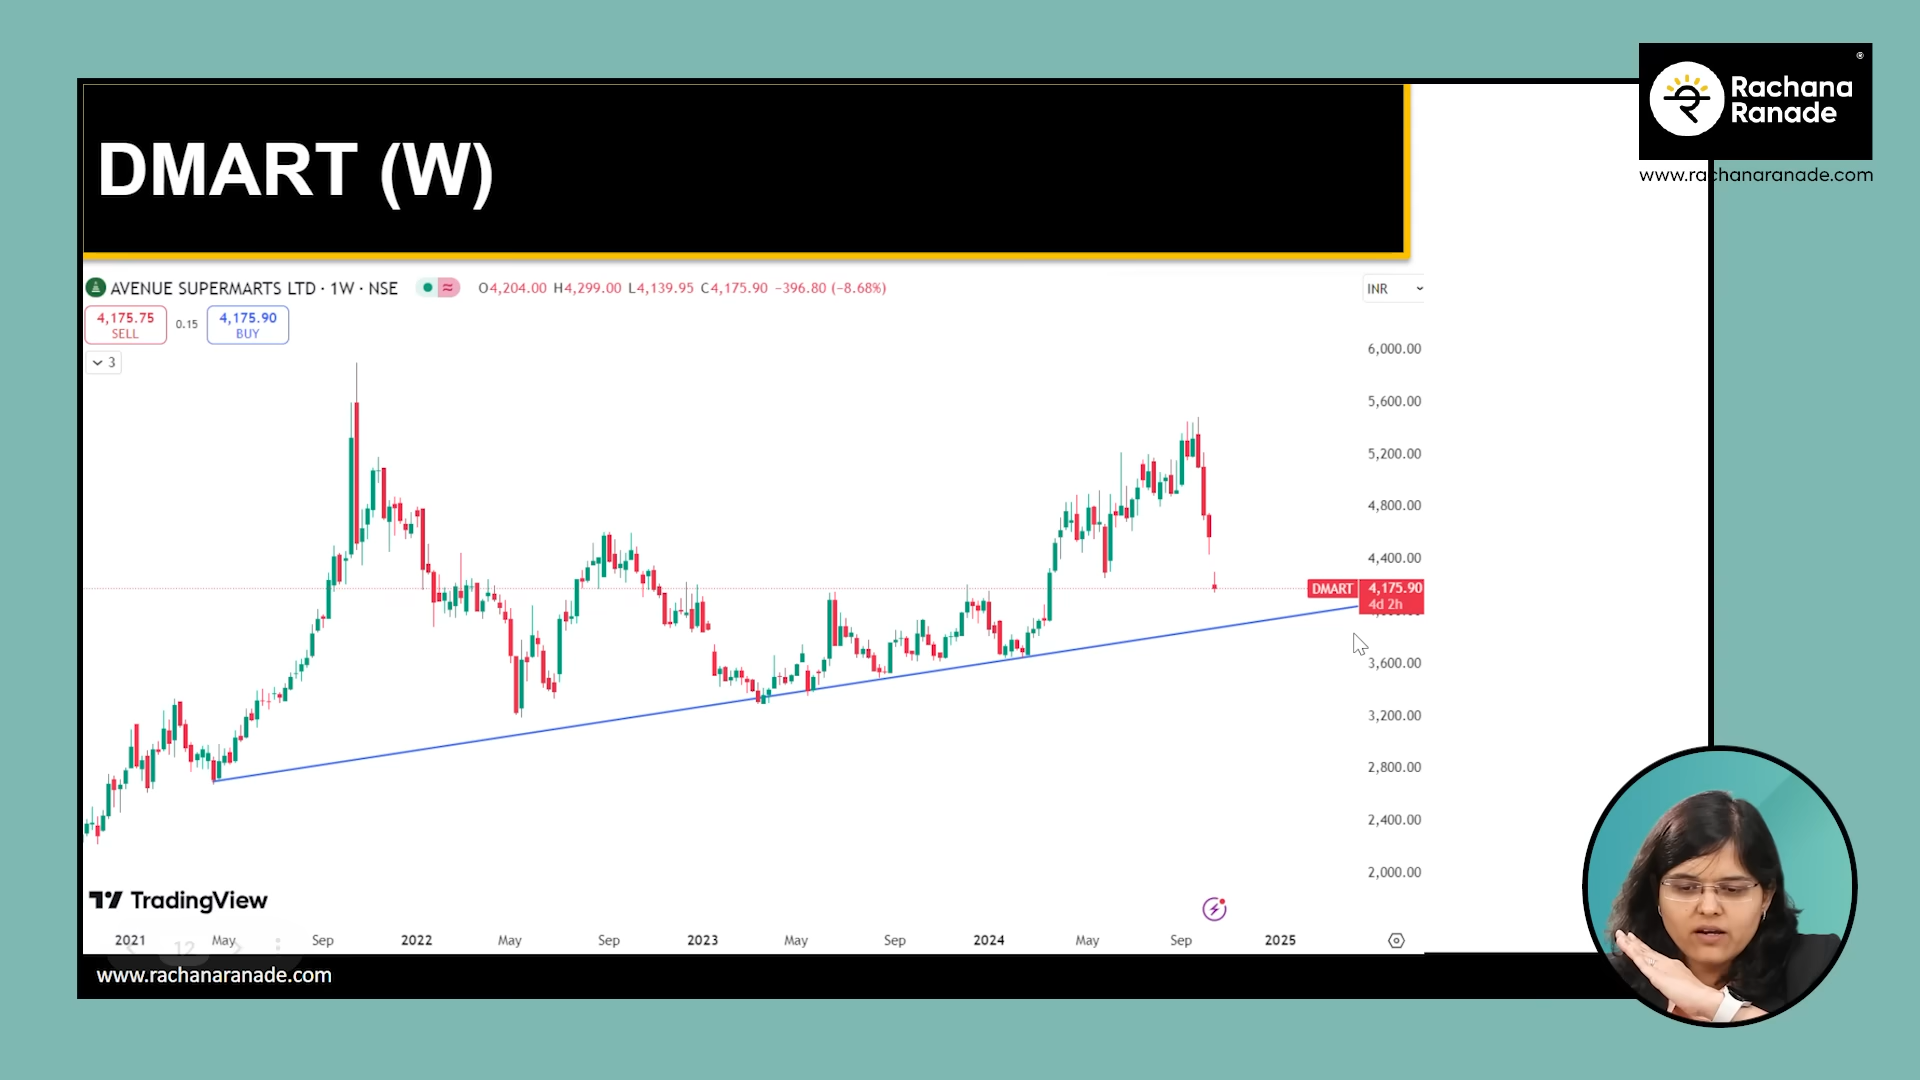 Rachana
Ranade
®
www.rachanaranade.com
DMART (W)
AVENUE SUPERMARTS LTD · 1W · NSE
O4,204.00 H4,299.00 L4,139.95 C4,175.90 −396.80 (−8.68%)
INR
4,175.75
SELL
0.15
4,175.90
BUY
3
6,000.00
5,600.00
5,200.00
4,800.00
4,400.00
DMART
4,175.90
4d 2h
3,600.00
3,200.00
2,800.00
2,400.00
2,000.00
TradingView
2021 May Sep 2022 May Sep 2023 May Sep 2024 May Sep 2025
12
www.rachanaranade.com